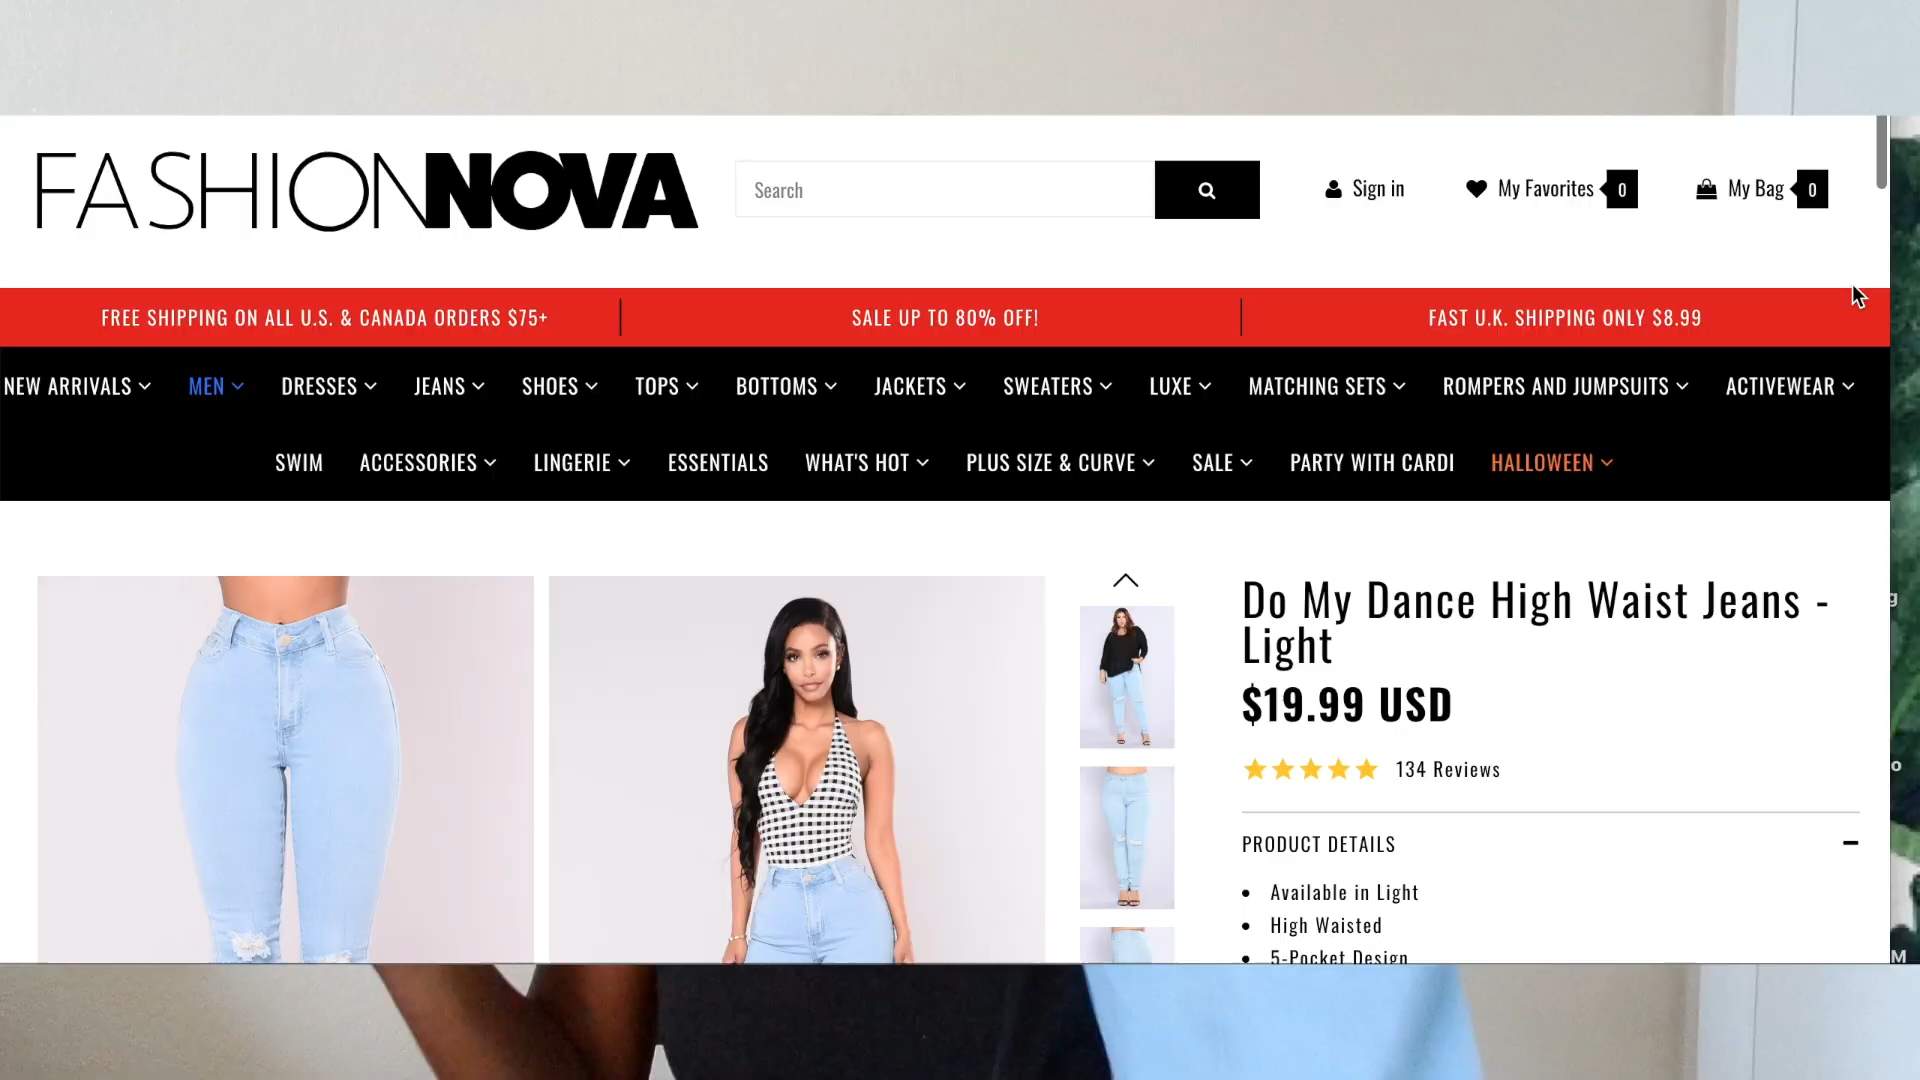 FASHIONNOVA
Search
Sign in
My Favorites 0
My Bag 0
FREE SHIPPING ON ALL U.S. & CANADA ORDERS $75+
SALE UP TO 80% OFF!
FAST U.K. SHIPPING ONLY $8.99
NEW ARRIVALS MEN DRESSES JEANS SHOES TOPS BOTTOMS JACKETS SWEATERS LUXE MATCHING SETS ROMPERS AND JUMPSUITS ACTIVEWEAR
SWIM ACCESSORIES LINGERIE ESSENTIALS WHAT'S HOT PLUS SIZE & CURVE SALE PARTY WITH CARDI HALLOWEEN
Do My Dance High Waist Jeans -
Light
$19.99 USD
134 Reviews
PRODUCT DETAILS
Available in Light
High Waisted
5-Pocket Design